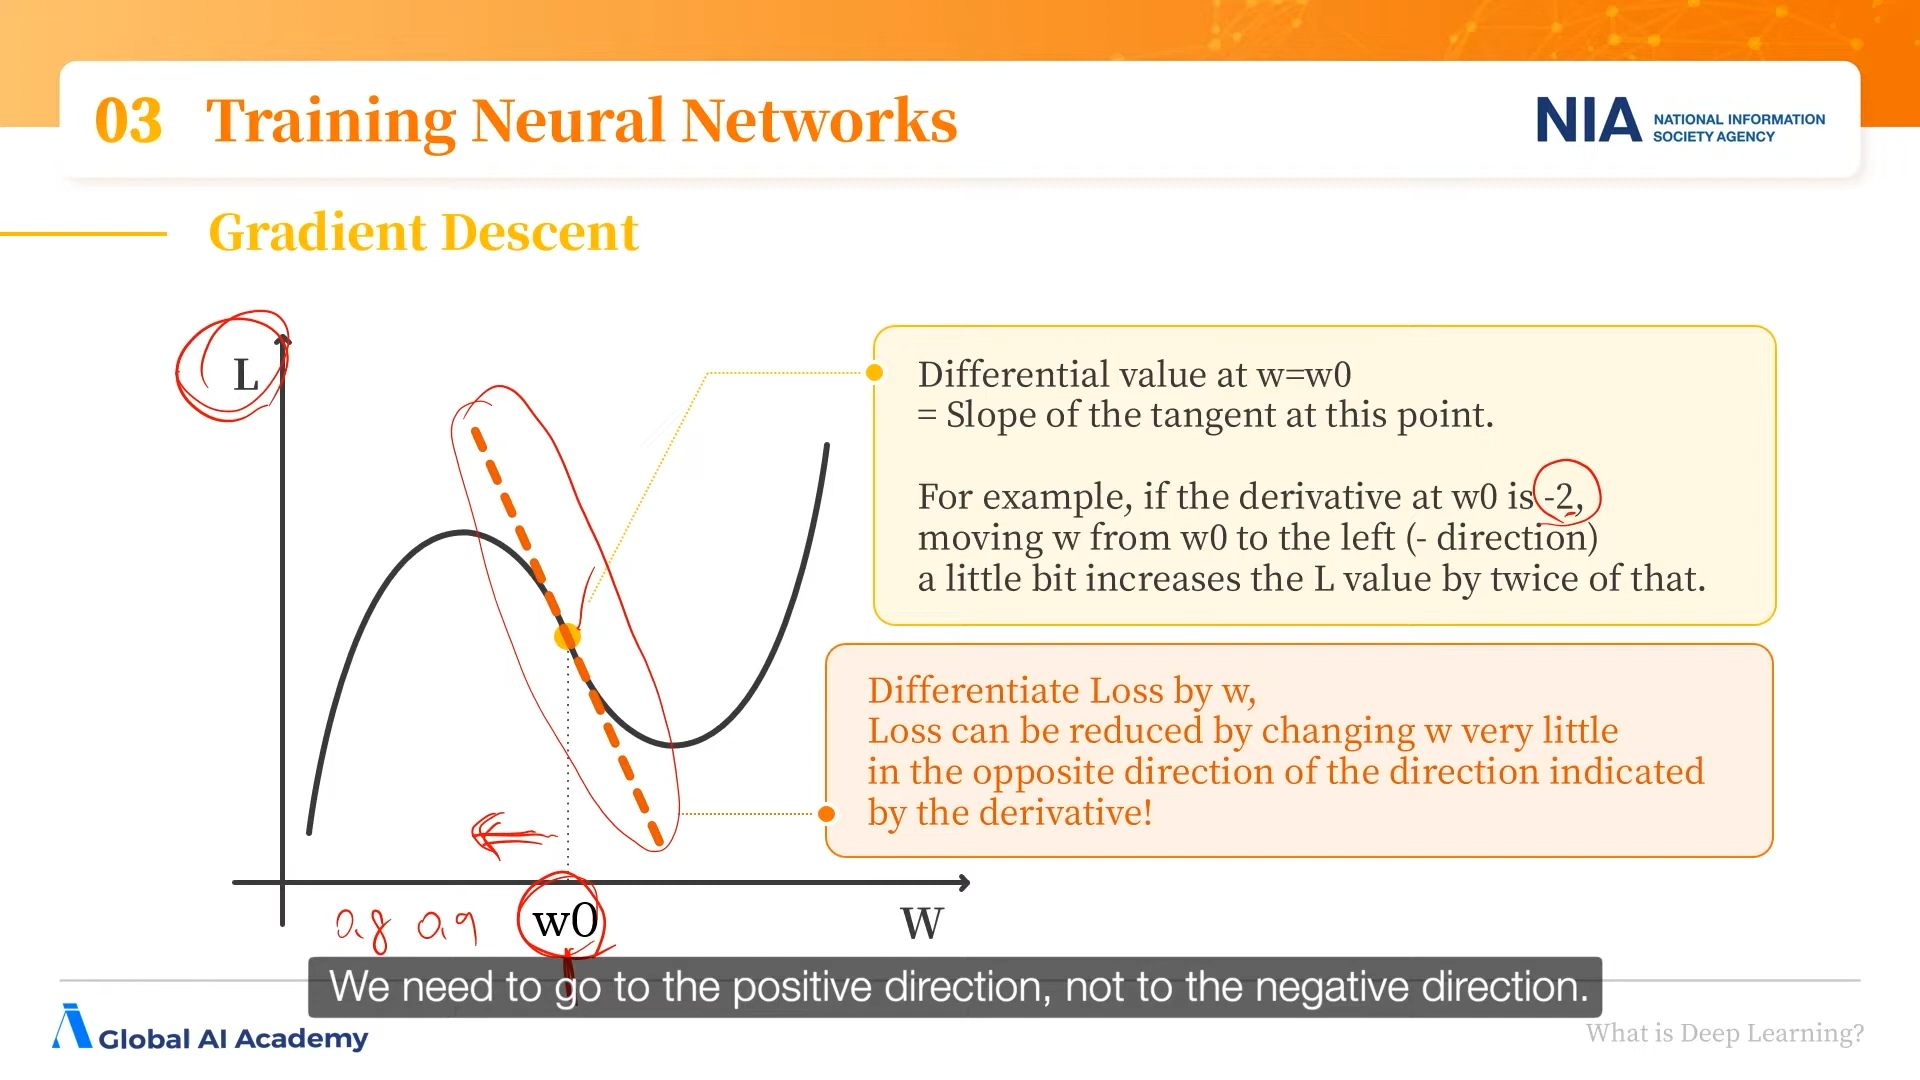 03 Training Neural Networks
NIA NATIONAL INFORMATION
SOCIETY AGENCY
Gradient Descent
L
Differential value at w=w0
= Slope of the tangent at this point.
For example, if the derivative at w0 is -2,
moving w from w0 to the left (- direction)
a little bit increases the L value by twice of that.
Differentiate Loss by w,
Loss can be reduced by changing w very little
in the opposite direction of the direction indicated
by the derivative!
0.8 0.9 w0 W
We need to go to the positive direction, not to the negative direction.
Global AI Academy
What is Deep Learning?